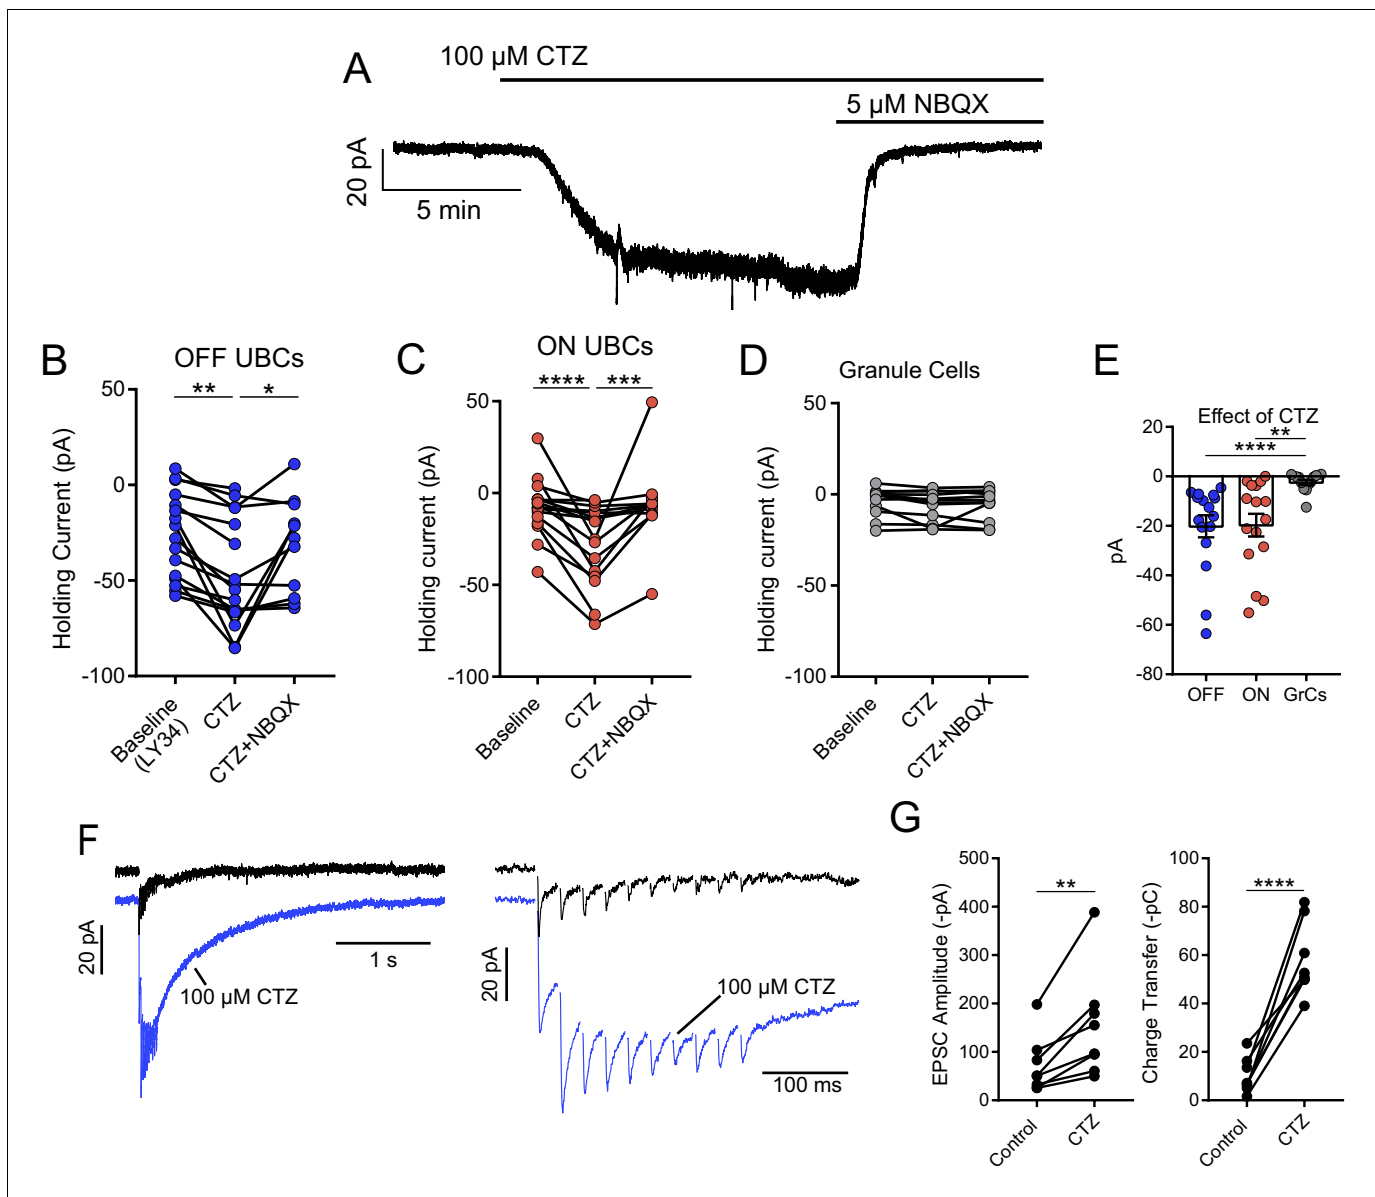 A
100 µM CTZ
5 µM NBQX
20 pA
5 min
B
OFF UBCs
** *
Holding Current (pA)
50
0
-50
-100
Baseline
(LY34)
CTZ
CTZ+NBQX
C
ON UBCs
**** ***
Holding current (pA)
50
0
-50
-100
Baseline
CTZ
CTZ+NBQX
D
Granule Cells
Holding current (pA)
50
0
-50
-100
Baseline
CTZ
CTZ+NBQX
E
Effect of CTZ
**
****
pA
20
0
-20
-40
-60
-80
OFF ON GrCs
F
20 pA
1 s
100 µM CTZ
20 pA
100 µM CTZ
100 ms
G
EPSC Amplitude (-pA)
500
400
300
200
100
0
**
Control
CTZ
Charge Transfer (-pC)
100
80
60
40
20
0
****
Control
CTZ